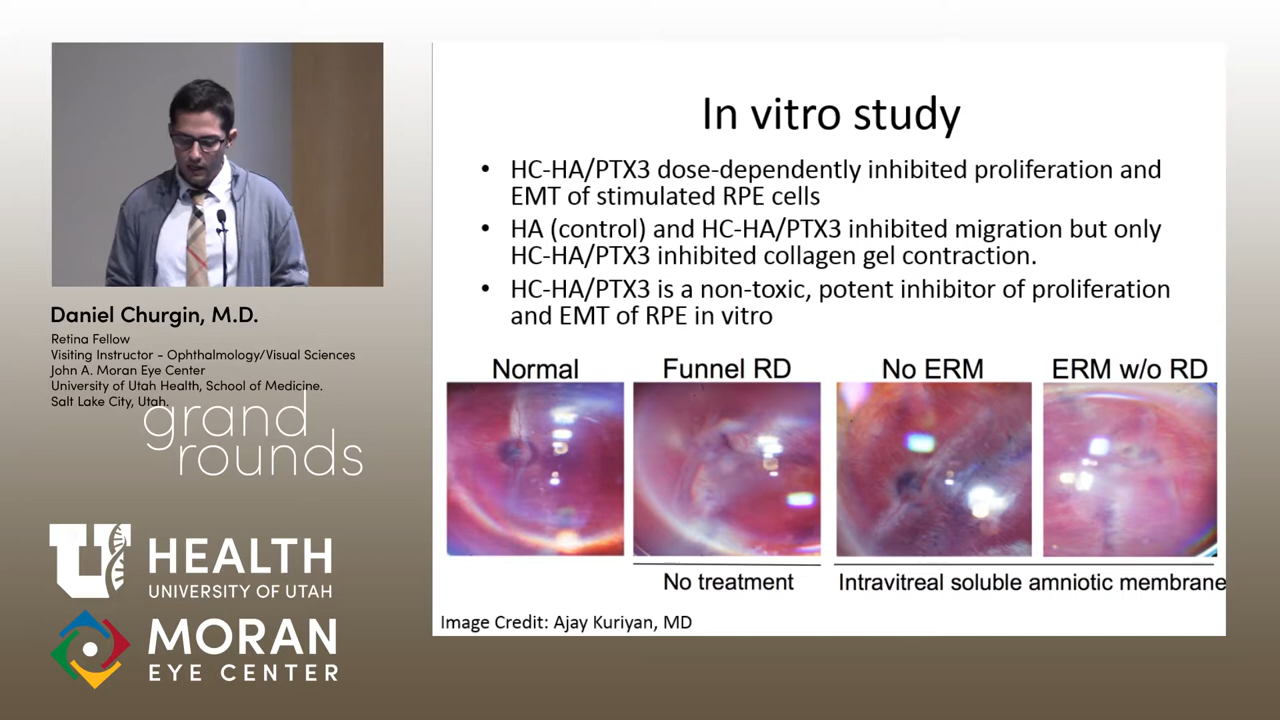 Daniel Churgin, M.D.
Retina Fellow
Visiting Instructor - Ophthalmology/Visual Sciences
John A. Moran Eye Center
University of Utah Health, School of Medicine.
Salt Lake City, Utah.
grand
rounds
U HEALTH
UNIVERSITY OF UTAH
MORAN
EYE CENTER
In vitro study
• HC-HA/PTX3 dose-dependently inhibited proliferation and
EMT of stimulated RPE cells
• HA (control) and HC-HA/PTX3 inhibited migration but only
HC-HA/PTX3 inhibited collagen gel contraction.
• HC-HA/PTX3 is a non-toxic, potent inhibitor of proliferation
and EMT of RPE in vitro
Normal Funnel RD No ERM ERM w/o RD
No treatment Intravitreal soluble amniotic membrane
Image Credit: Ajay Kuriyan, MD